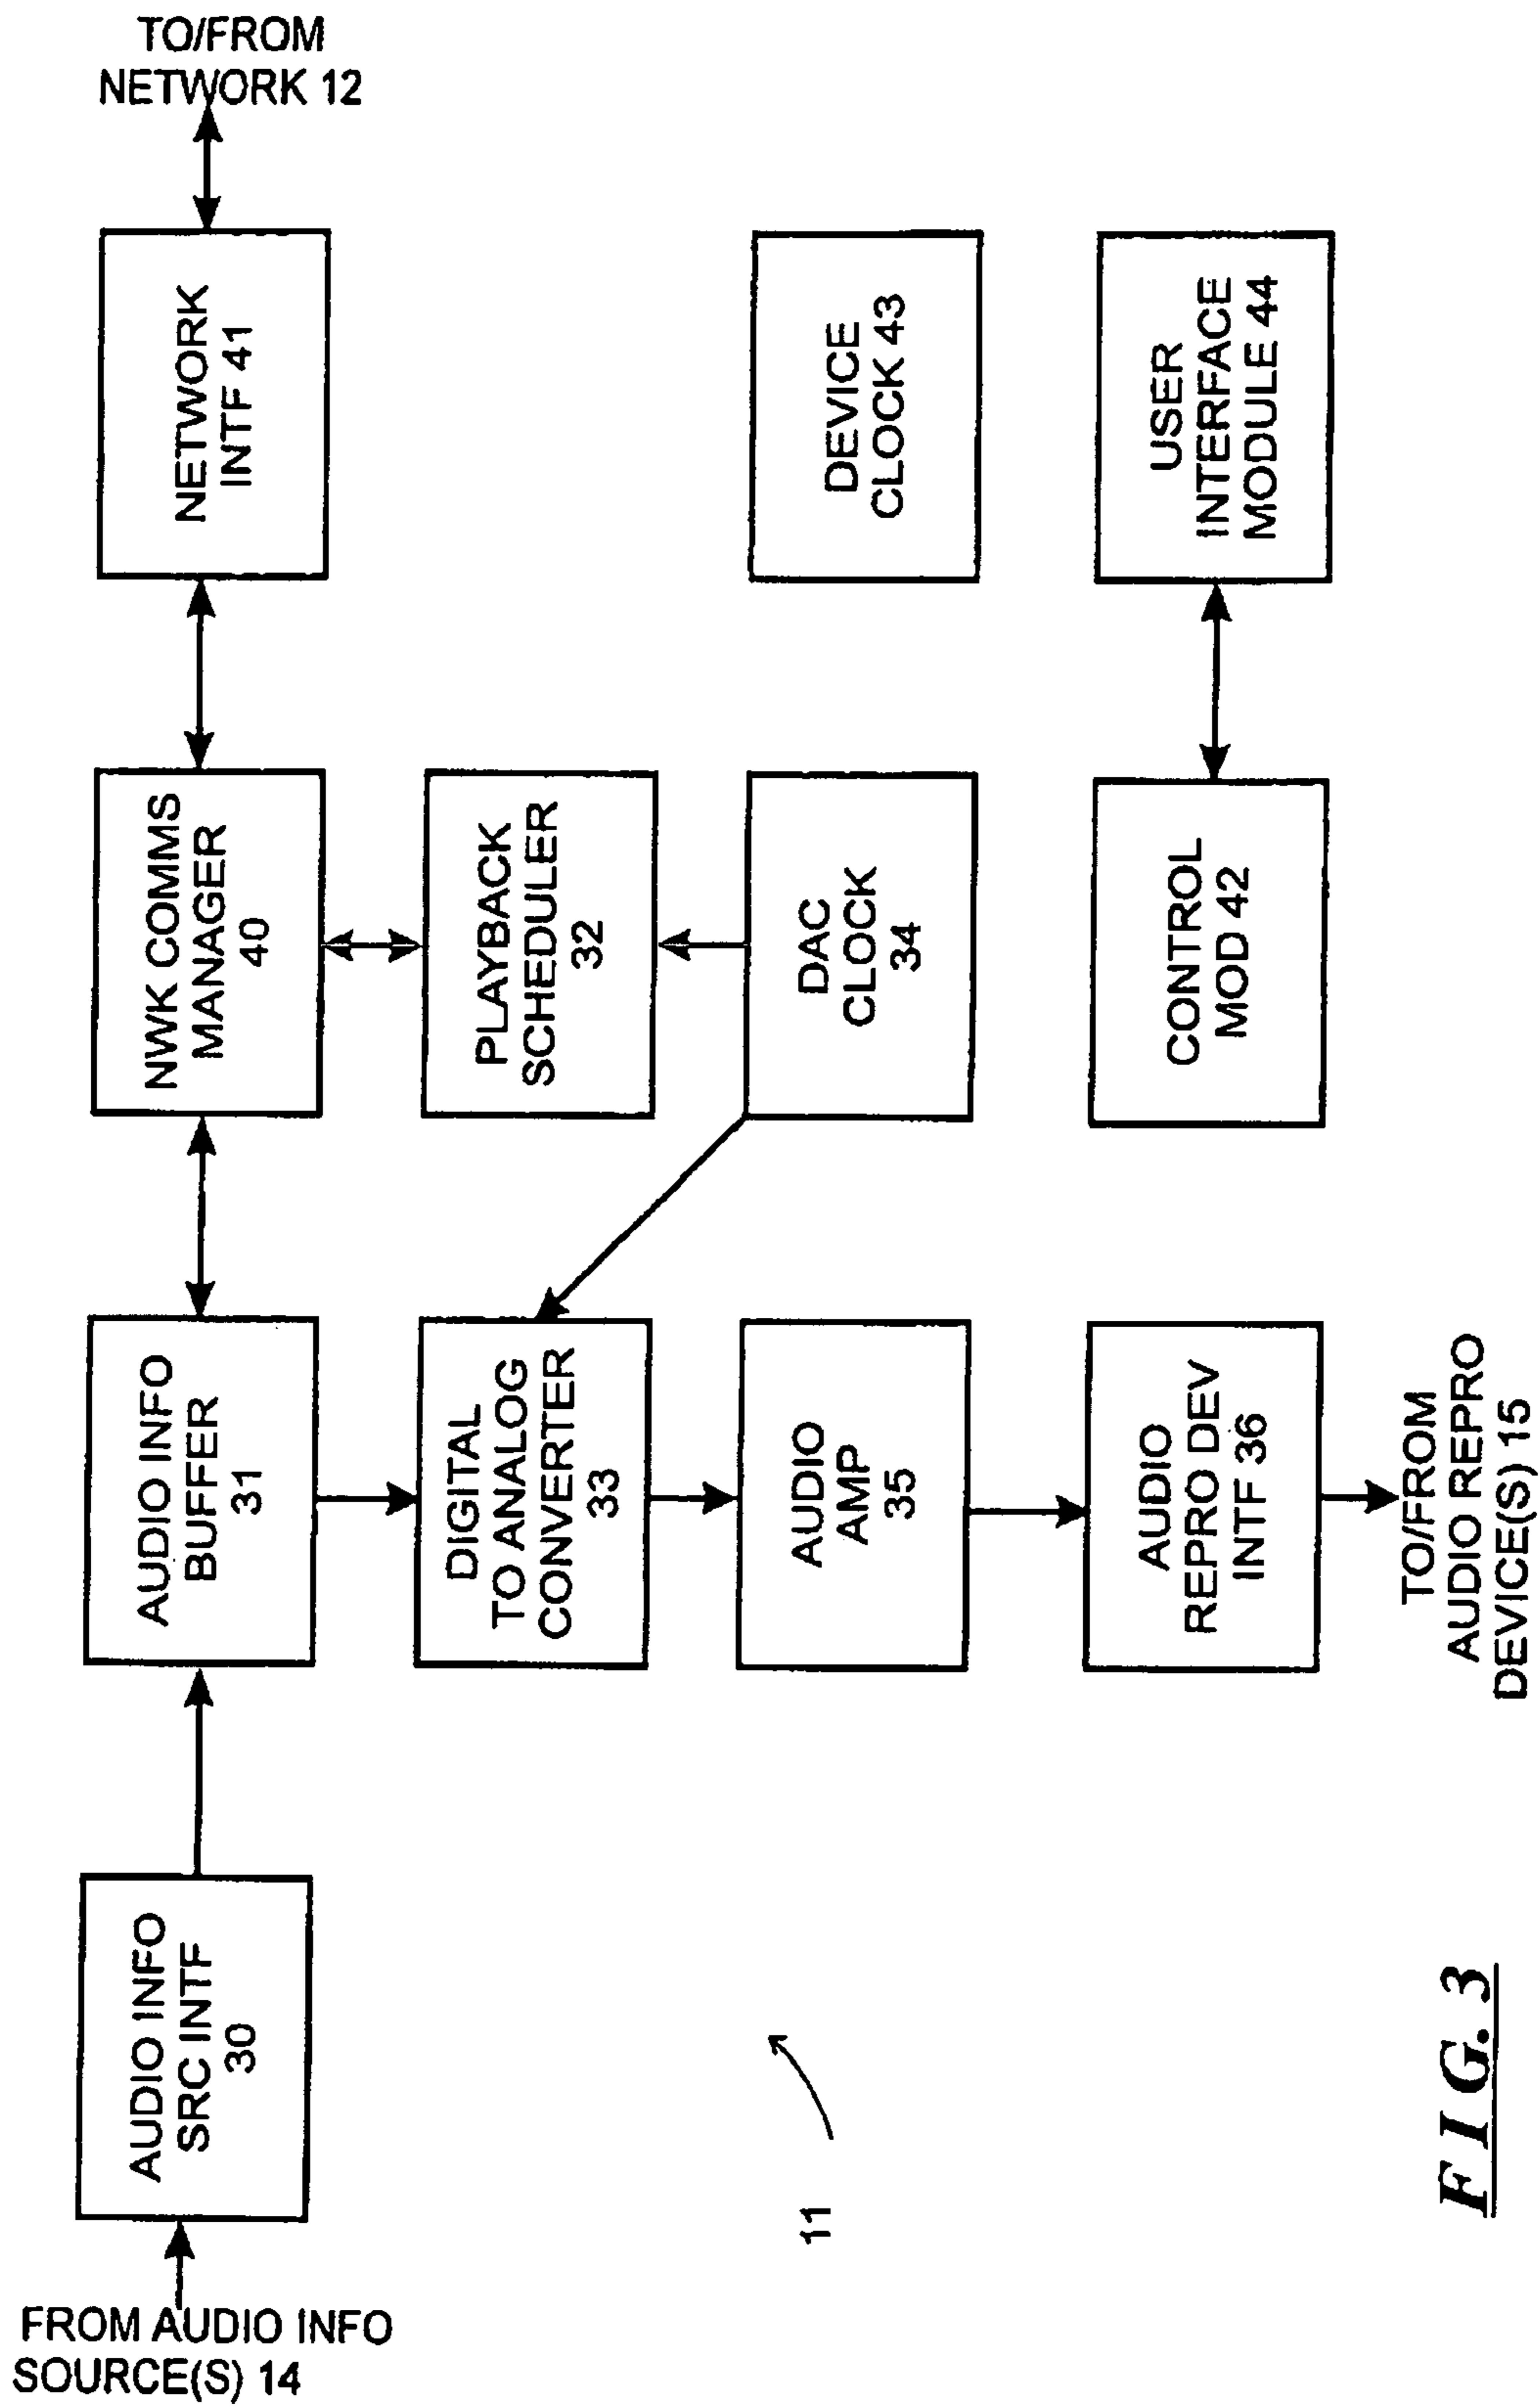 TO/FROM
NETWORK 12
NETWORK
INTF 41
DEVICE
CLOCK 43
USER
INTERFACE
MODULE 44
NWK COMMS
MANAGER
40
PLAYBACK
SCHEDULER
32
DAC
CLOCK
34
CONTROL
MOD 42
AUDIO INFO
BUFFER
31
DIGITAL
TO ANALOG
CONVERTER
33
AUDIO
AMP
35
AUDIO
REPRO DEV
INTF 36
TO/FROM
AUDIO REPRO
DEVICE(S) 15
AUDIO INFO
SRC INTF
30
FROM AUDIO INFO
SOURCE(S) 14
11
FIG. 3